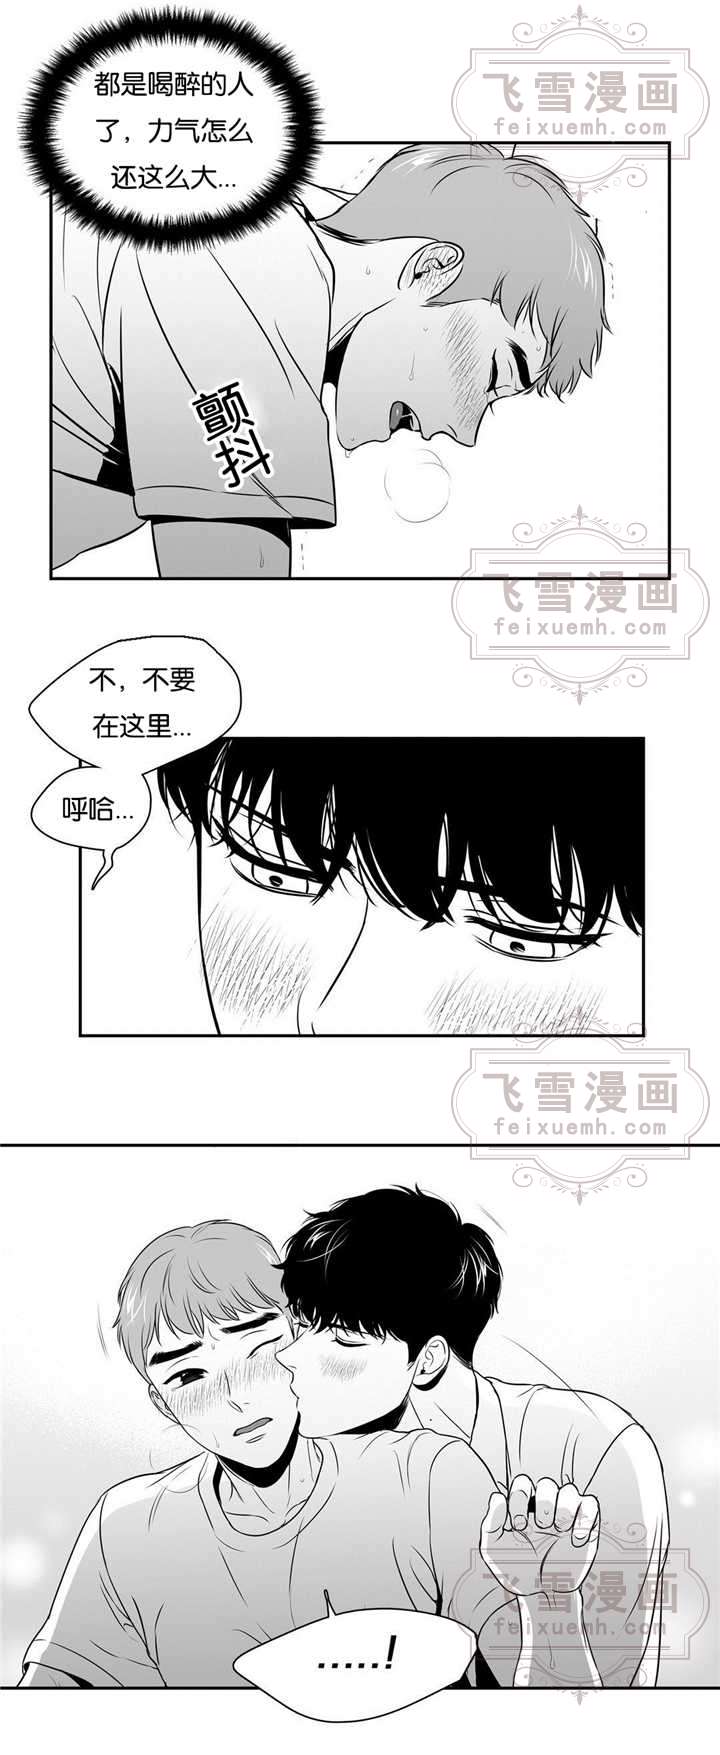 飞雪漫画
feixuemh.com
都是喝醉的人
了，力气怎么
还这么大...
颤
抖
飞雪漫画
feixuemh.com
不，不要
在这里...
呼哈...
飞雪漫画
feixuemh.com
飞雪漫画
feixuemh.com
......!